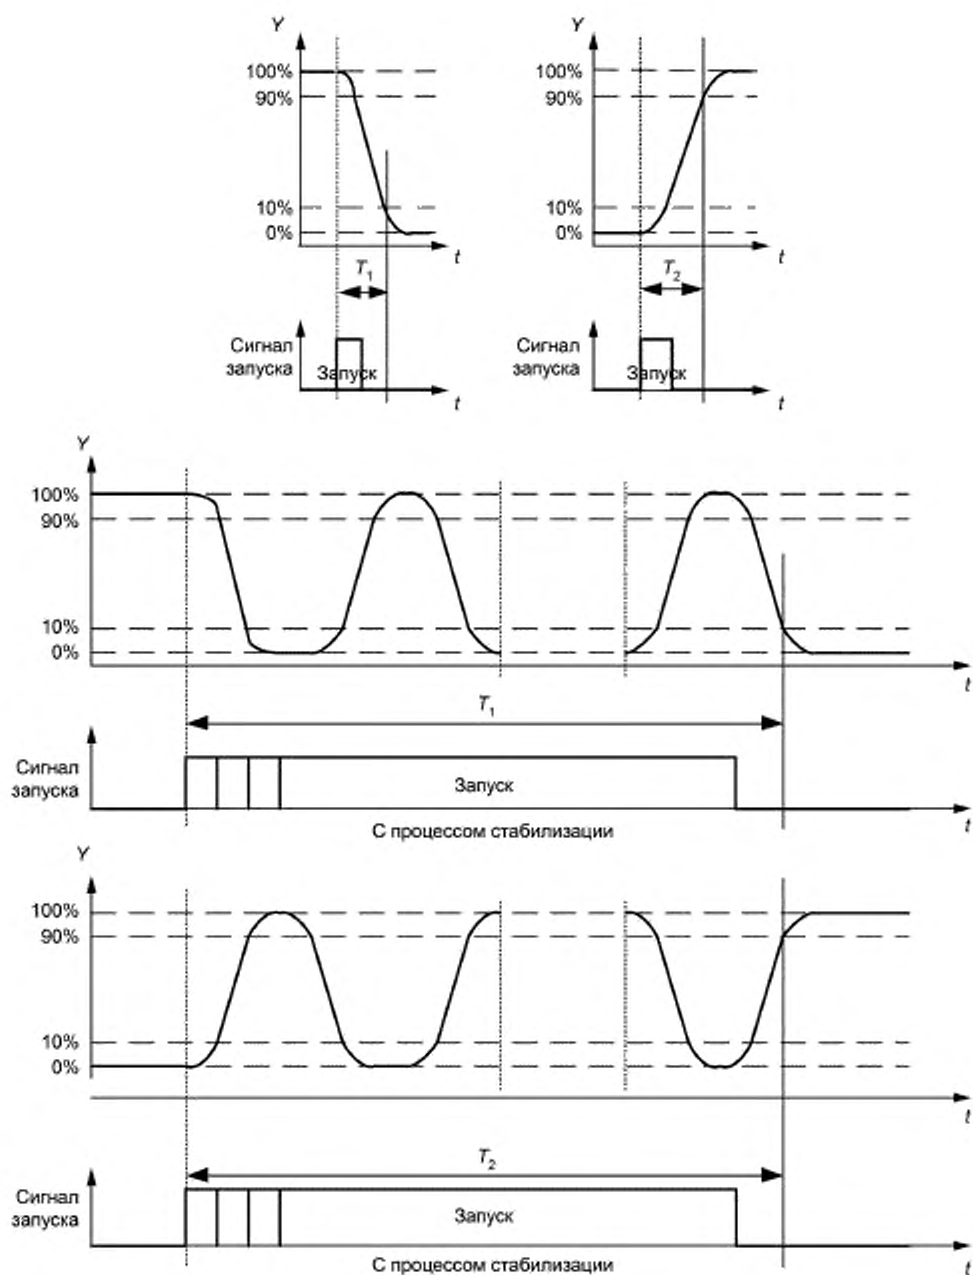 Y
100%
90%
10%
0%
t
T1
Сигнал
запуска
Запуск
t
Y
100%
90%
10%
0%
t
T2
Сигнал
запуска
Запуск
t
Y
100%
90%
10%
0%
t
T1
Сигнал
запуска
Запуск
t
С процессом стабилизации
Y
100%
90%
10%
0%
t
T2
Сигнал
запуска
Запуск
t
С процессом стабилизации